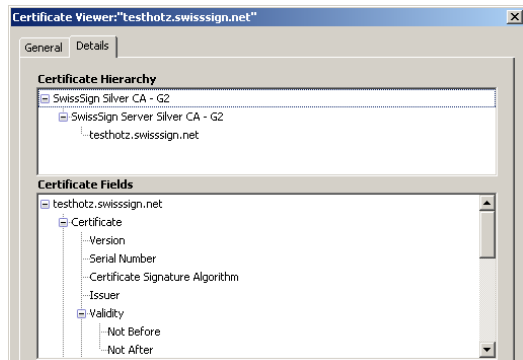 Certificate Viewer:"testhotz.swisssign.net"
General Details
Certificate Hierarchy
SwissSign Silver CA - G2
SwissSign Server Silver CA - G2
testhotz.swisssign.net
Certificate Fields
testhotz.swisssign.net
Certificate
Version
Serial Number
Certificate Signature Algorithm
Issuer
Validity
Not Before
Not After